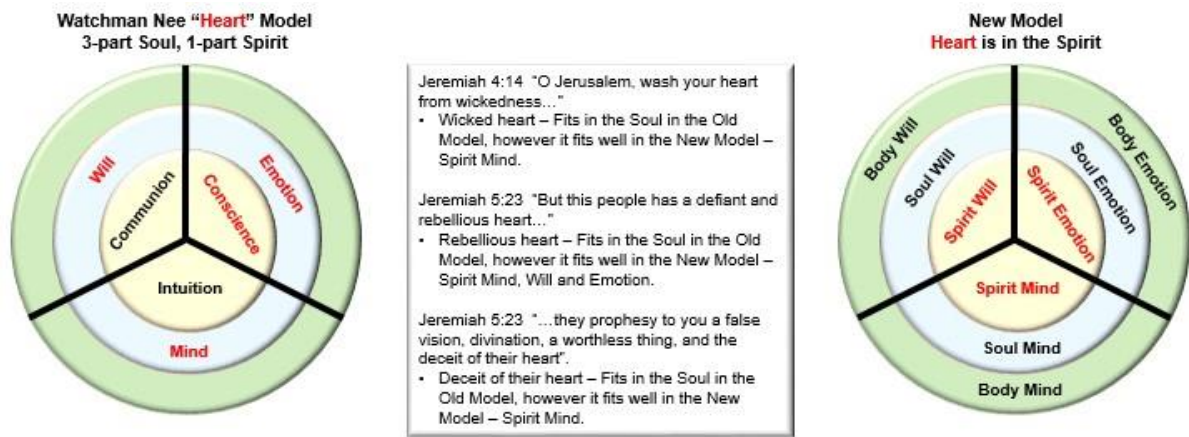 Watchman Nee “Heart” Model
3-part Soul, 1-part Spirit
Will
Emotion
Communion
Conscience
Intuition
Mind
Jeremiah 4:14  “O Jerusalem, wash your heart
from wickedness…”
• Wicked heart – Fits in the Soul in the Old
Model, however it fits well in the New Model –
Spirit Mind.
Jeremiah 5:23  “But this people has a defiant and
rebellious heart…”
• Rebellious heart – Fits in the Soul in the Old
Model, however it fits well in the New Model –
Spirit Mind, Will and Emotion.
Jeremiah 5:23  “…they prophesy to you a false
vision, divination, a worthless thing, and the
deceit of their heart”.
• Deceit of their heart – Fits in the Soul in the
Old Model, however it fits well in the New
Model – Spirit Mind.
New Model
Heart is in the Spirit
Body Will
Body Emotion
Soul Will
Soul Emotion
Spirit Will
Spirit Emotion
Spirit Mind
Soul Mind
Body Mind